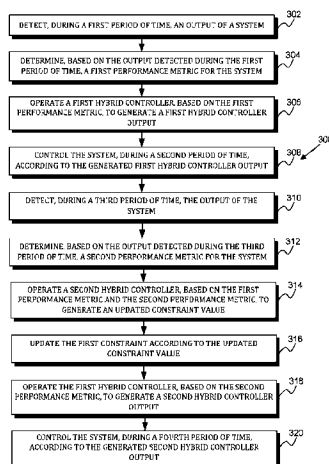 DETECT, DURING A FIRST PERIOD OF TIME, AN OUTPUT OF A SYSTEM
302
DETERMINE, BASED ON THE OUTPUT DETECTED DURING THE FIRST
PERIOD OF TIME, A FIRST PERFORMANCE METRIC FOR THE SYSTEM
304
OPERATE A FIRST HYBRID CONTROLLER, BASED ON THE FIRST
PERFORMANCE METRIC, TO GENERATE A FIRST HYBRID CONTROLLER
OUTPUT
306
CONTROL THE SYSTEM, DURING A SECOND PERIOD OF TIME,
ACCORDING TO THE GENERATED FIRST HYBRID CONTROLLER OUTPUT
308
DETECT, DURING A THIRD PERIOD OF TIME, THE OUTPUT OF THE
SYSTEM
310
DETERMINE, BASED ON THE OUTPUT DETECTED DURING THE THIRD
PERIOD OF TIME, A SECOND PERFORMANCE METRIC FOR THE SYSTEM
312
OPERATE A SECOND HYBRID CONTROLLER, BASED ON THE FIRST
PERFORMANCE METRIC AND THE SECOND PERFORMANCE METRIC, TO
GENERATE AN UPDATED CONSTRAINT VALUE
314
UPDATE THE FIRST CONSTRAINT ACCORDING TO THE UPDATED
CONSTRAINT VALUE
316
OPERATE THE FIRST HYBRID CONTROLLER, BASED ON THE SECOND
PERFORMANCE METRIC, TO GENERATE A SECOND HYBRID CONTROLLER
OUTPUT
318
CONTROL THE SYSTEM, DURING A FOURTH PERIOD OF TIME,
ACCORDING TO THE GENERATED SECOND HYBRID CONTROLLER
OUTPUT
320